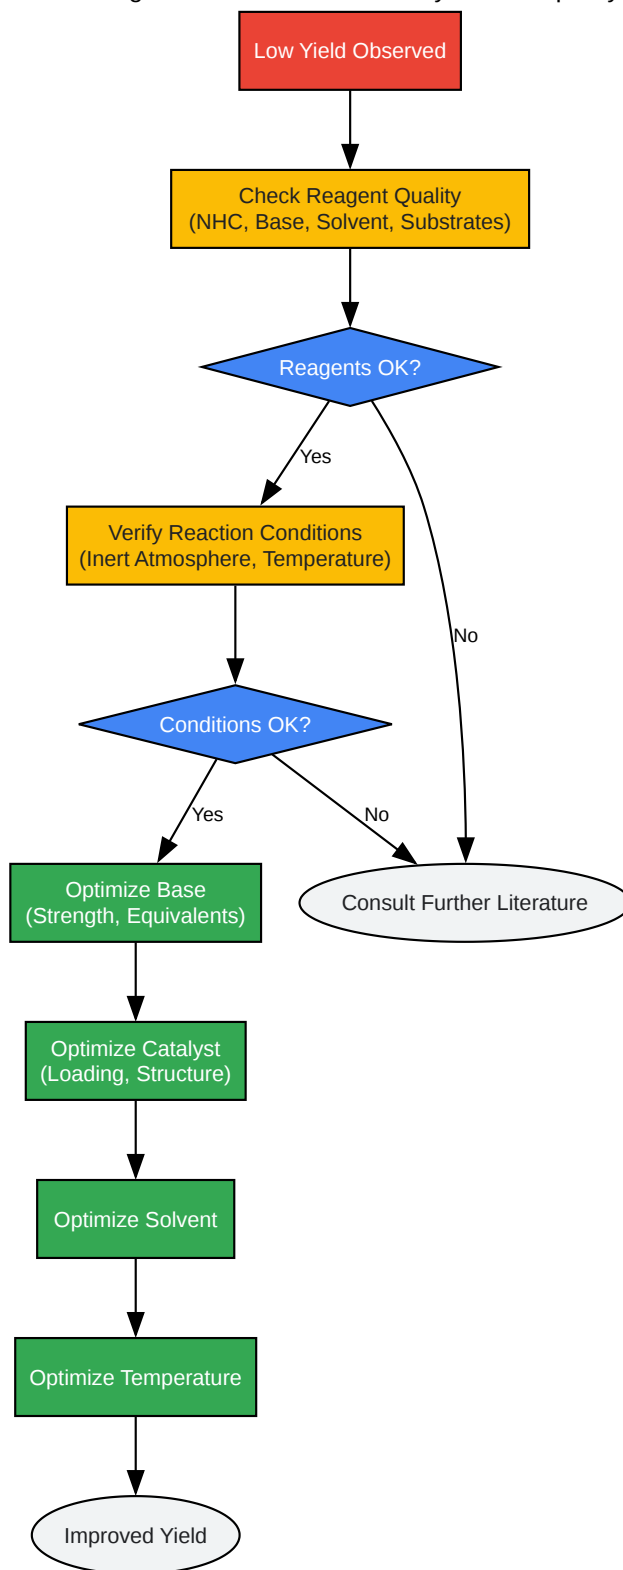 Low Yield Observed
Check Reagent Quality
(NHC, Base, Solvent, Substrates)
Reagents OK?
Yes
Verify Reaction Conditions
(Inert Atmosphere, Temperature)
No
Conditions OK?
Yes
No
Optimize Base
(Strength, Equivalents)
Consult Further Literature
Optimize Catalyst
(Loading, Structure)
Optimize Solvent
Optimize Temperature
Improved Yield